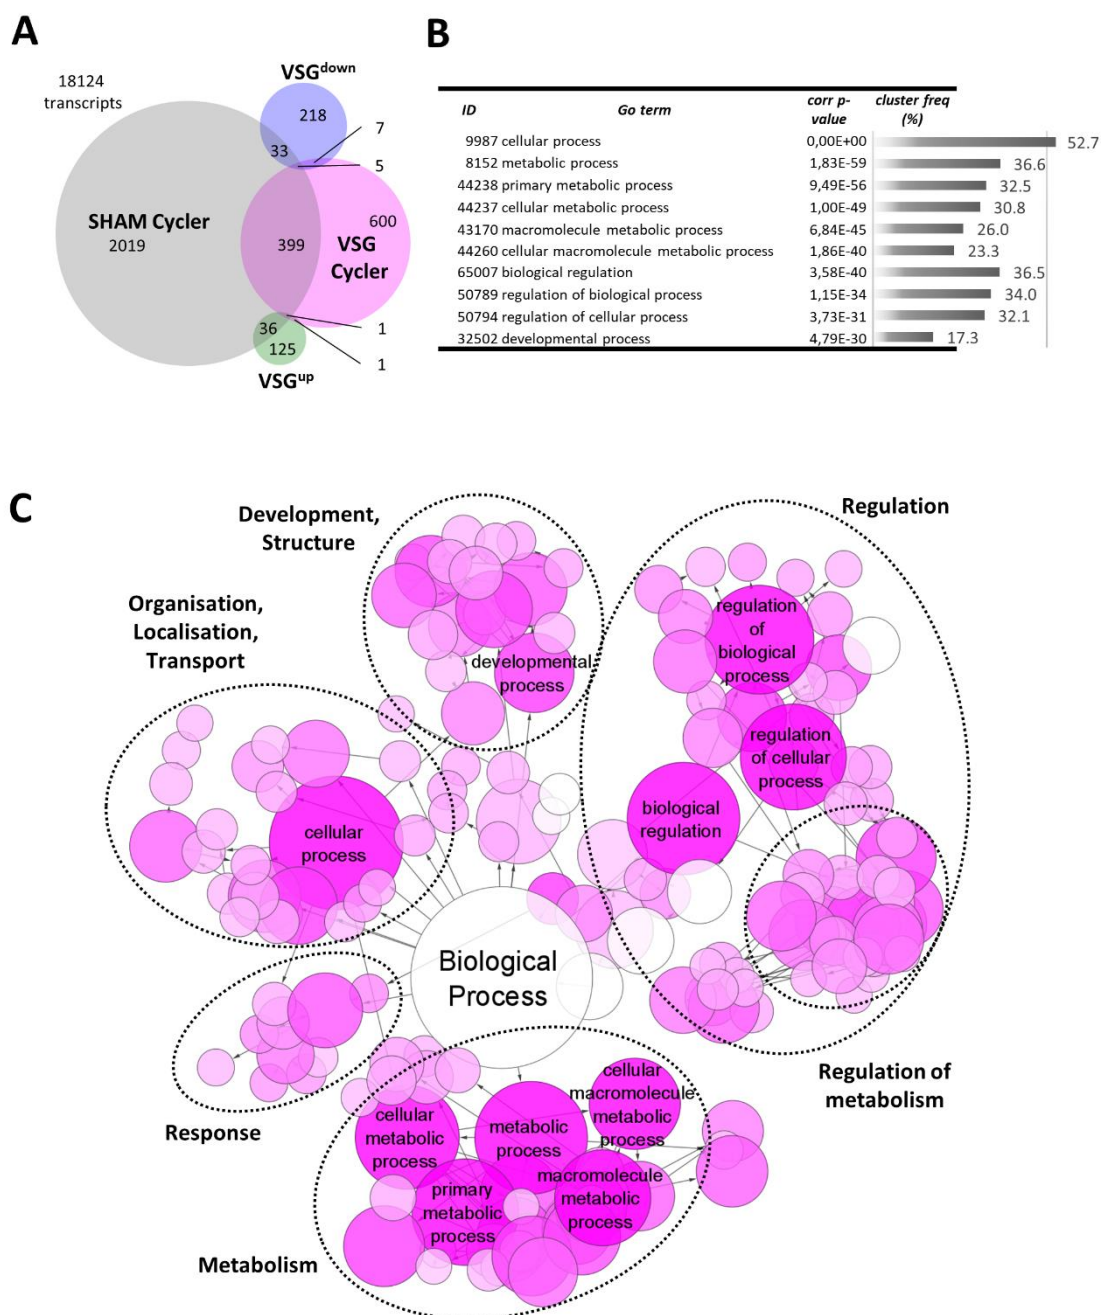 A
18124
transcripts
VSGdown
218
7
33
5
SHAM Cycler
2019
600
399
VSG
Cycler
36
1
125
1
VSGup
B
ID Go term corr p-value cluster freq (%)
9987 cellular process 0,00E+00 52.7
8152 metabolic process 1,83E-59 36.6
44238 primary metabolic process 9,49E-56 32.5
44237 cellular metabolic process 1,00E-49 30.8
43170 macromolecule metabolic process 6,84E-45 26.0
44260 cellular macromolecule metabolic process 1,86E-40 23.3
65007 biological regulation 3,58E-40 36.5
50789 regulation of biological process 1,15E-34 34.0
50794 regulation of cellular process 3,73E-31 32.1
32502 developmental process 4,79E-30 17.3
C
Development,
Structure
Regulation
Organisation,
Localisation,
Transport
regulation
of
biological
process
developmental
process
regulation
of cellular
process
biological
regulation
cellular
process
Biological
Process
Regulation of
metabolism
Response
cellular
macromolecule
metabolic
process
cellular
metabolic
process
metabolic
process
macromolecule
metabolic
process
primary
metabolic
process
Metabolism